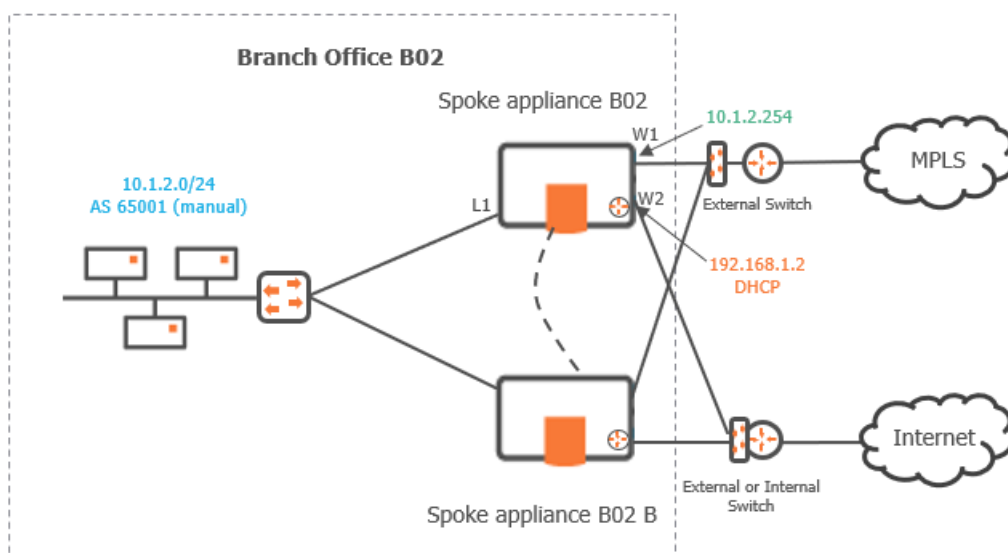 Branch Office B02
Spoke appliance B02
10.1.2.254
W1
MPLS
10.1.2.0/24
AS 65001 (manual)
L1
W2
External Switch
192.168.1.2
DHCP
Internet
External or Internal
Switch
Spoke appliance B02 B